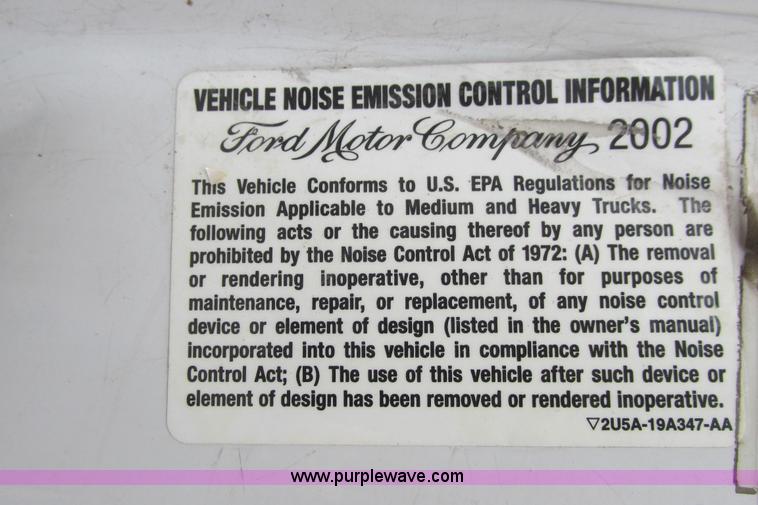 VEHICLE NOISE EMISSION CONTROL INFORMATION
Ford Motor Company 2002
This Vehicle Conforms to U.S. EPA Regulations for Noise
Emission Applicable to Medium and Heavy Trucks. The
following acts or the causing thereof by any person are
prohibited by the Noise Control Act of 1972: (A) The removal
or rendering inoperative, other than for purposes of
maintenance, repair, or replacement, of any noise control
device or element of design (listed in the owner's manual)
incorporated into this vehicle in compliance with the Noise
Control Act; (B) The use of this vehicle after such device or
element of design has been removed or rendered inoperative.
▽2U5A-19A347-AA
www.purplewave.com